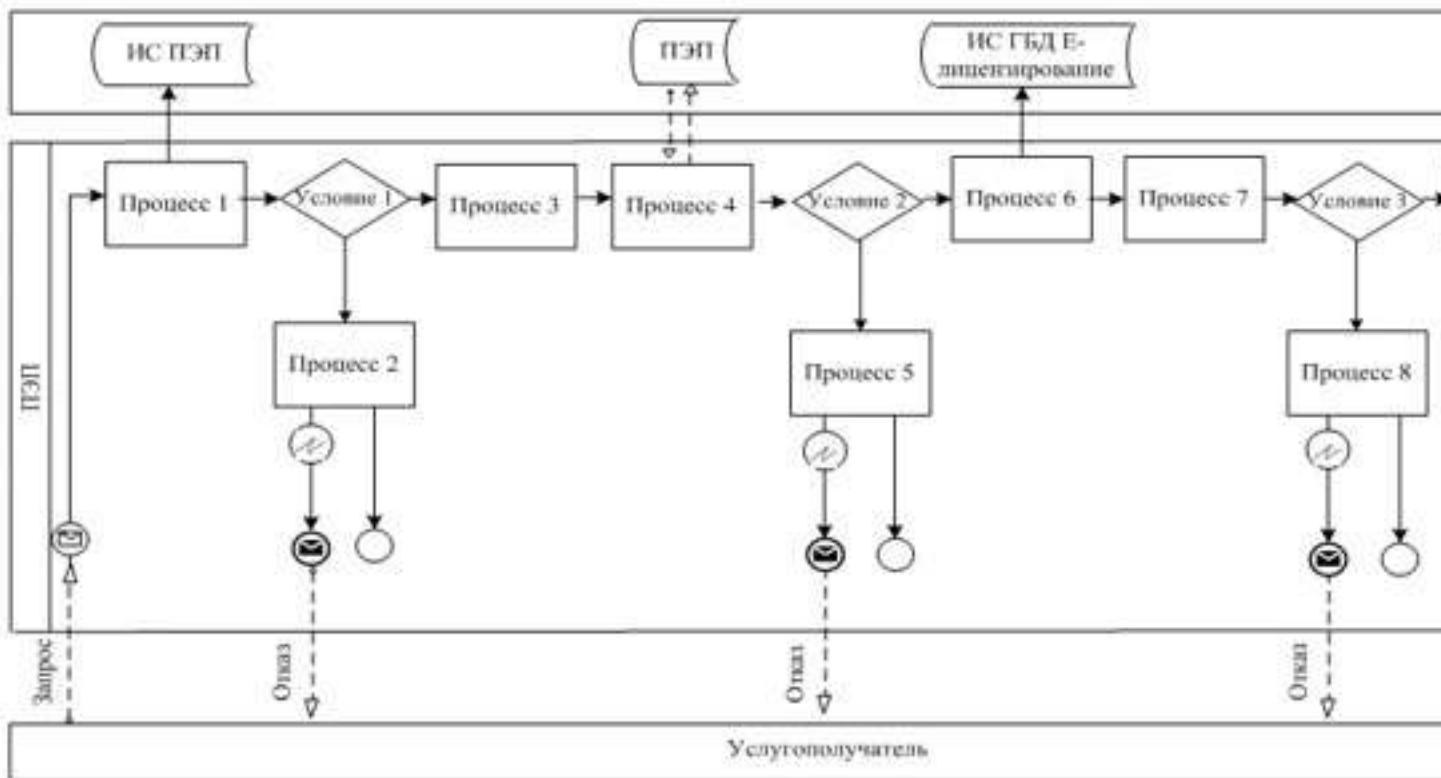 ИС ПЭП
ПЭП
ИС ГБД Е-
лицензирование
Процесс 1
Условие 1
Процесс 3
Процесс 4
Условие 2
Процесс 6
Процесс 7
Условие 3
Процесс 2
Процесс 5
Процесс 8
ПЭП
Запрос
Отказ
Отказ
Отказ
Услугополучатель